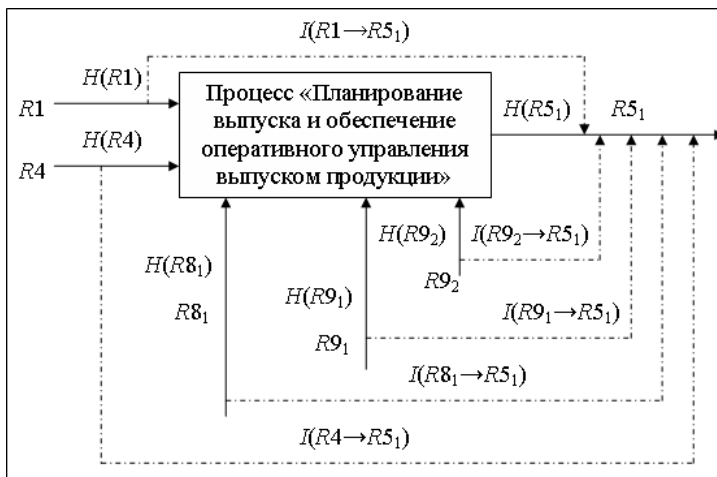 I(R1→R5₁)
H(R1)
R1
Процесс «Планирование
выпуска и обеспечение
оперативного управления
выпуском продукции»
H(R5₁)
R5₁
H(R4)
R4
H(R9₂)
I(R9₂→R5₁)
R9₂
H(R8₁)
R8₁
H(R9₁)
R9₁
I(R9₁→R5₁)
I(R8₁→R5₁)
I(R4→R5₁)